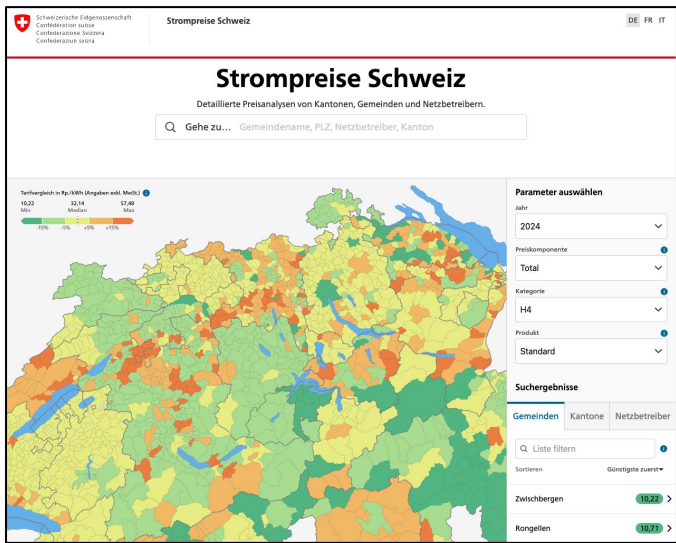 Schweizerische Eidgenossenschaft
Confédération suisse
Confederazione Svizzera
Confederaziun svizra
Strompreise Schweiz
DE FR IT
Strompreise Schweiz
Detaillierte Preisanalysen von Kantonen, Gemeinden und Netzbetreibern.
Gehe zu... Gemeindename, PLZ, Netzbetreiber, Kanton
Tarifvergleich in Rp./kWh (Angaben exkl. MwSt.)
10,22 32,14 57,48
Min Median Max
-15% -5% +5% +15%
Parameter auswählen
Jahr
2024
Preiskomponente
Total
Kategorie
H4
Produkt
Standard
Suchergebnisse
Gemeinden Kantone Netzbetreiber
Liste filtern
Sortieren Günstigste zuerst
Zwischbergen 10,22
Rongellen 10,71